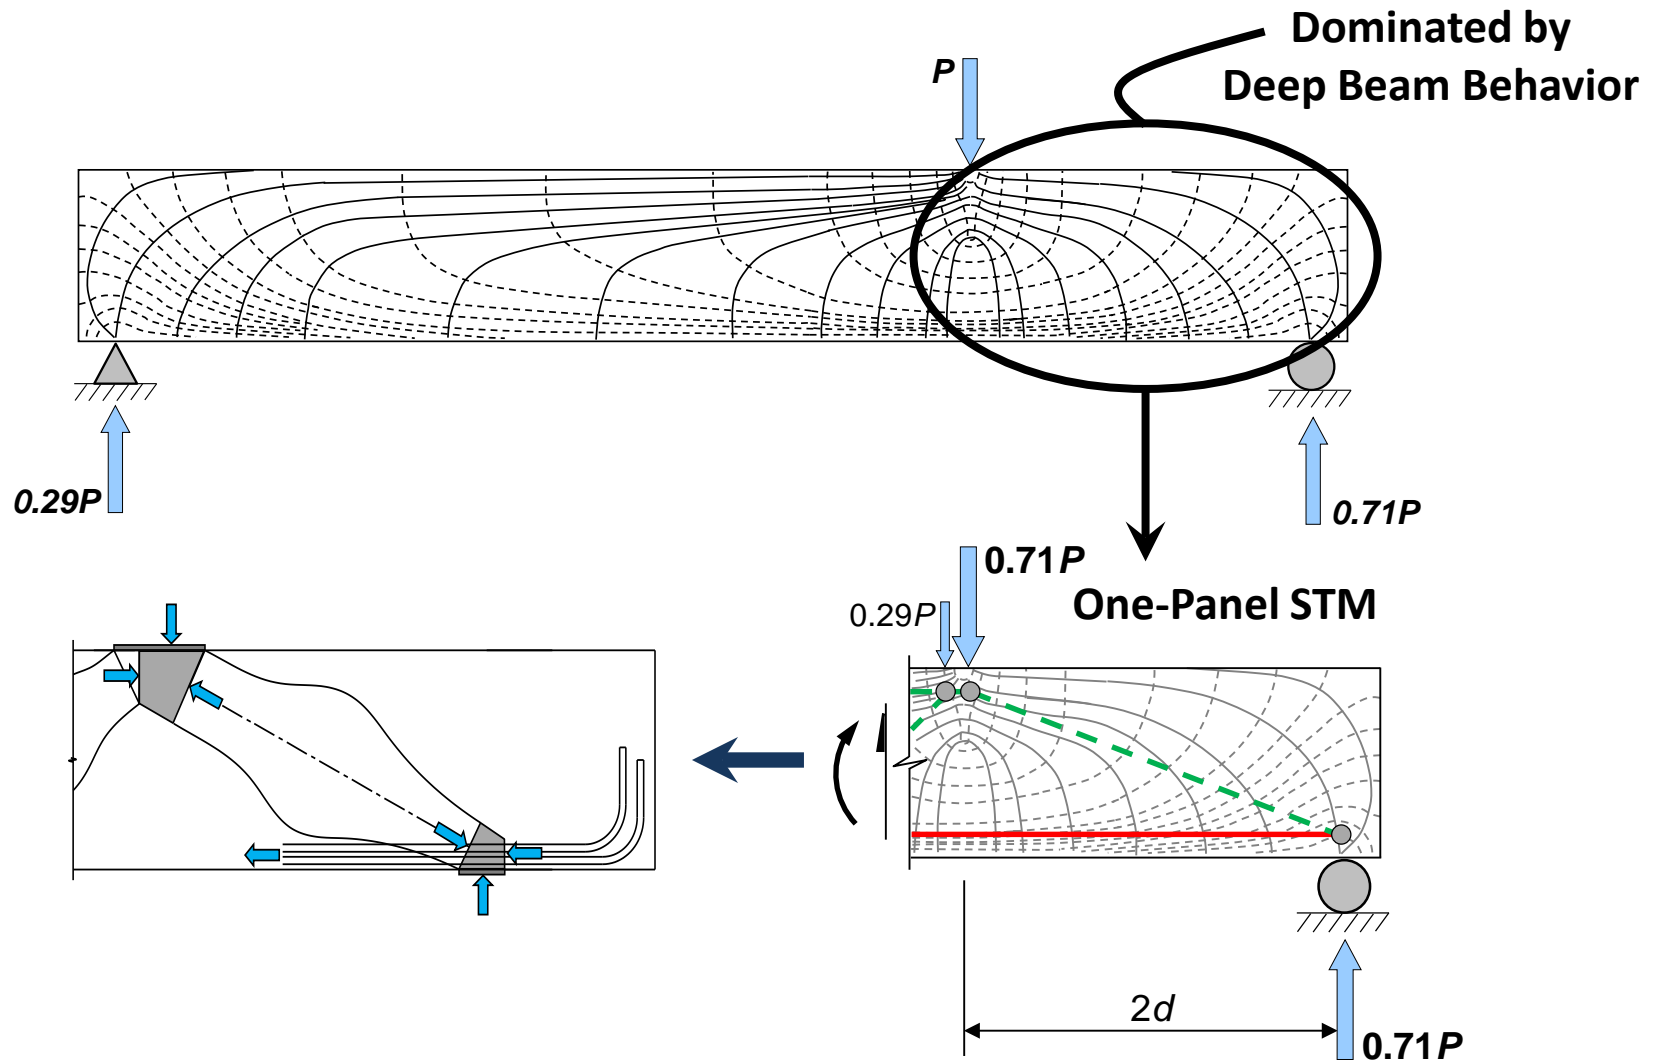 Dominated by
Deep Beam Behavior
P
0.29P
0.71P
0.71P
0.29P
One-Panel STM
2d
0.71P